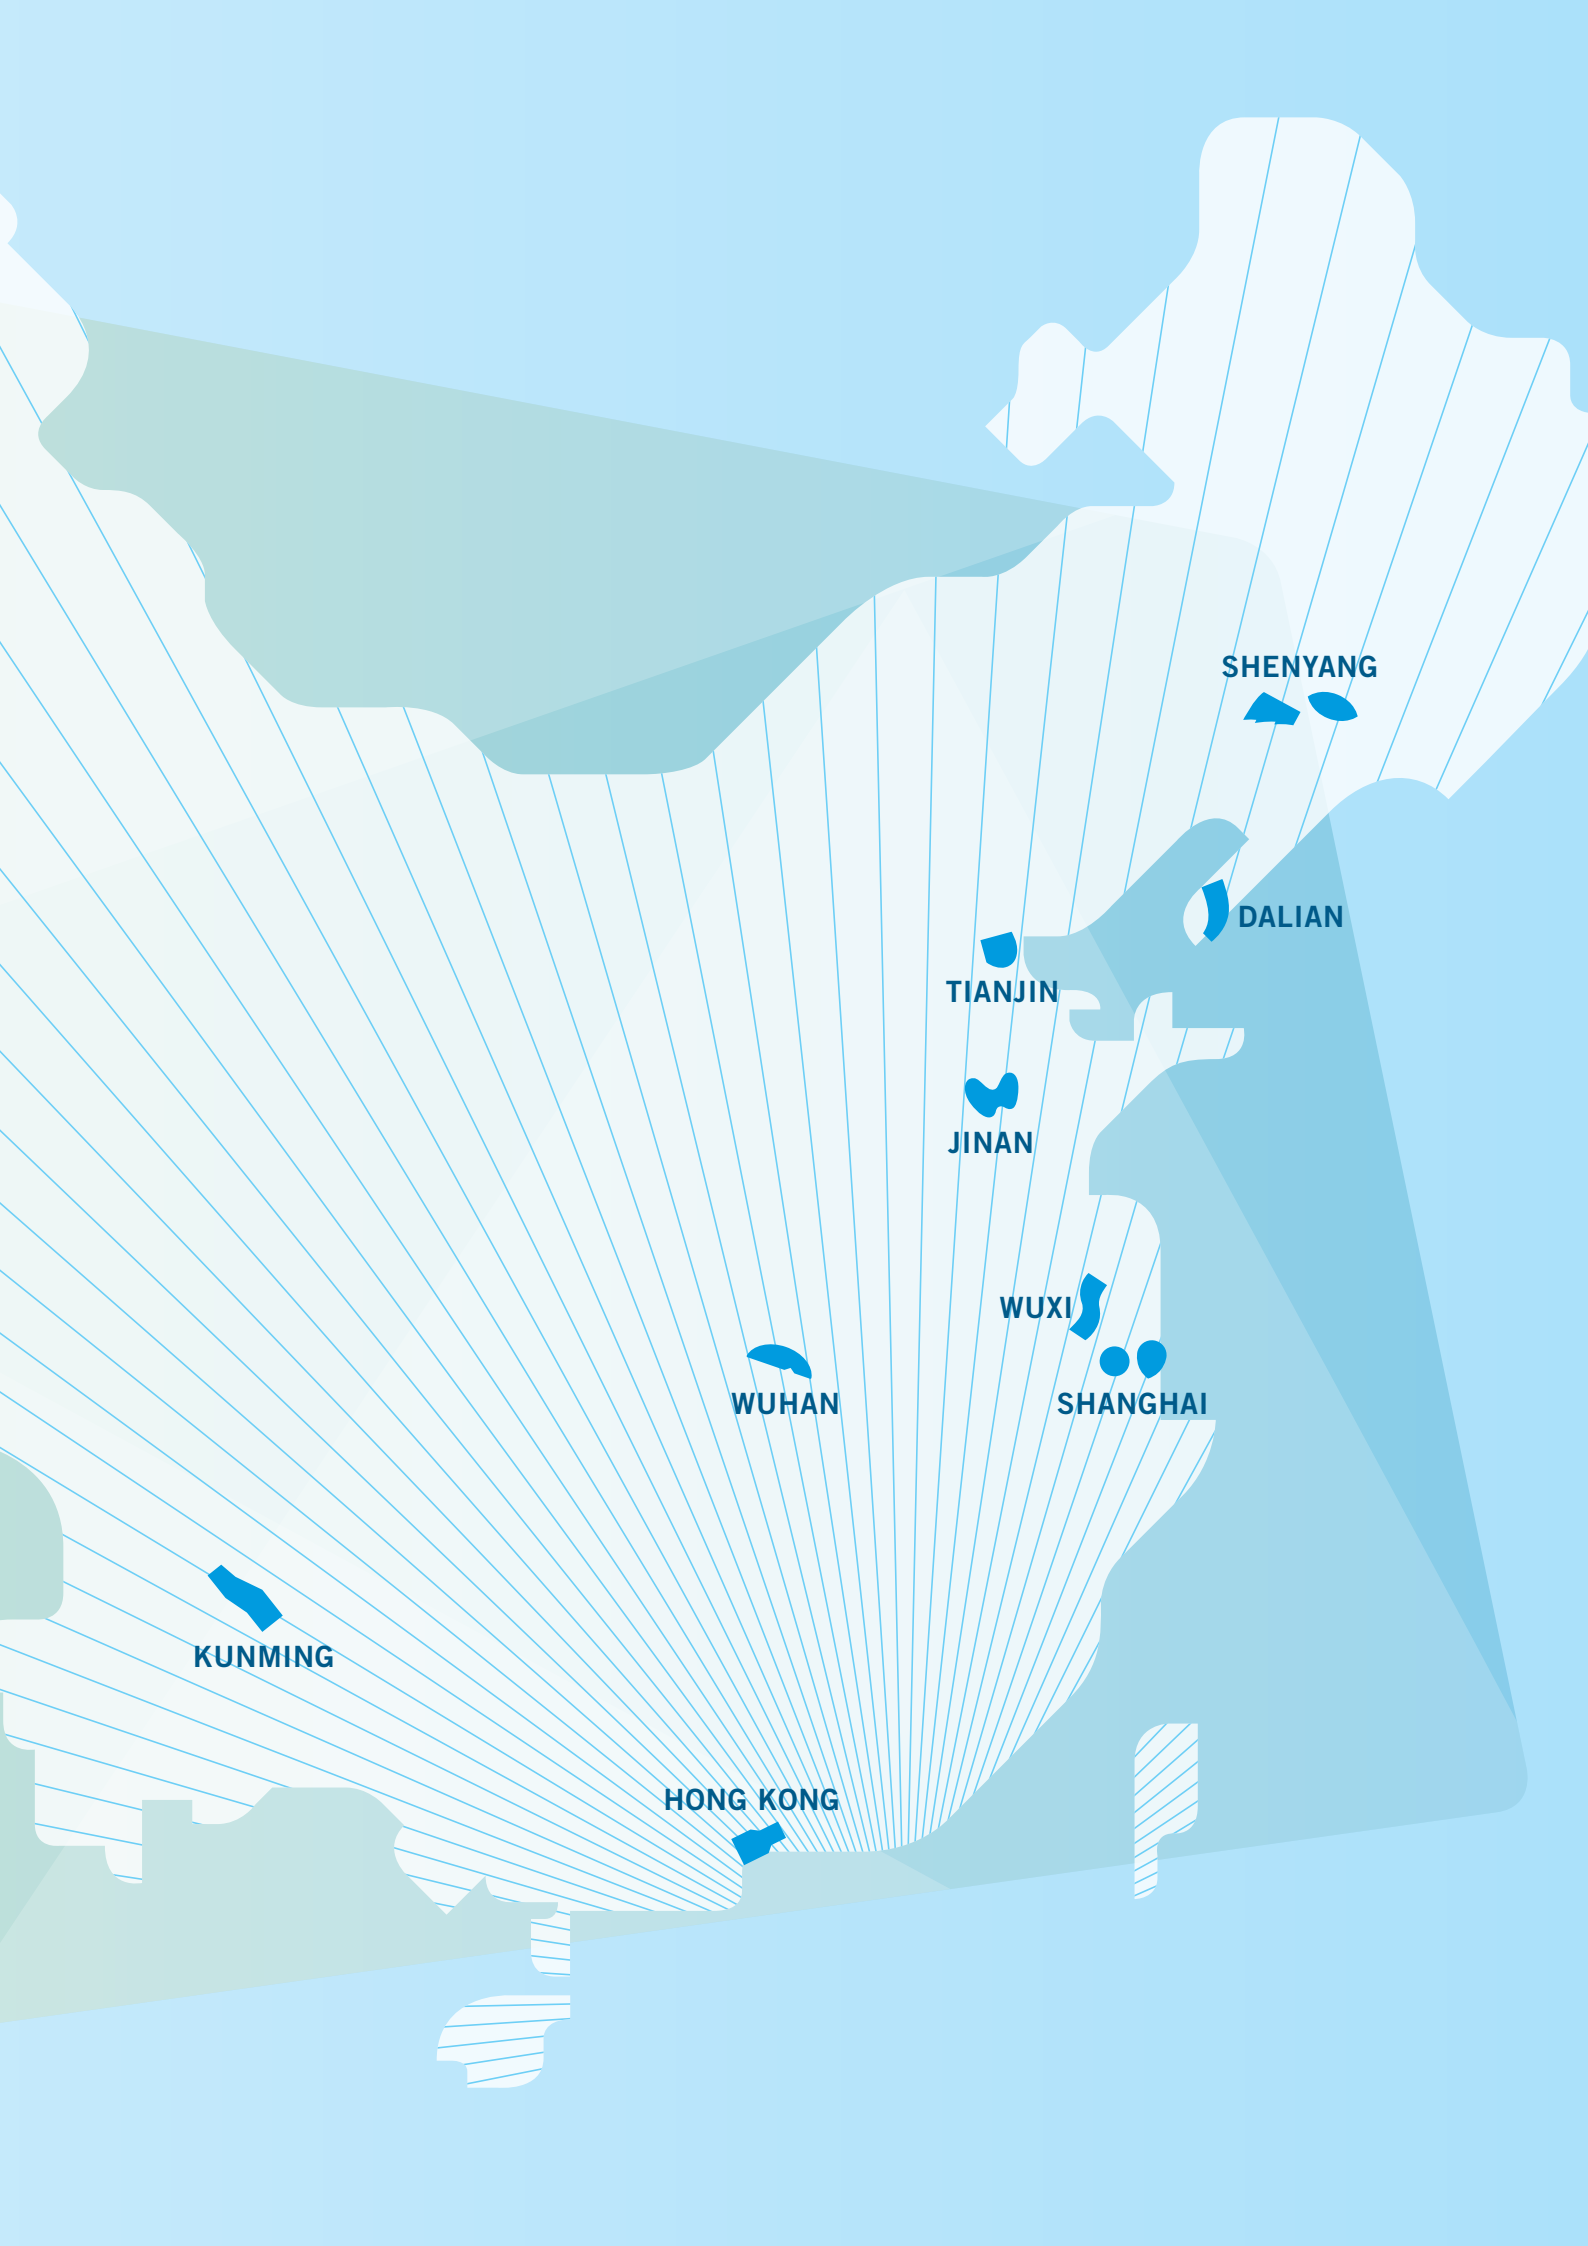 SHENYANG
DALIAN
TIANJIN
JINAN
WUXI
WUHAN
SHANGHAI
KUNMING
HONG KONG